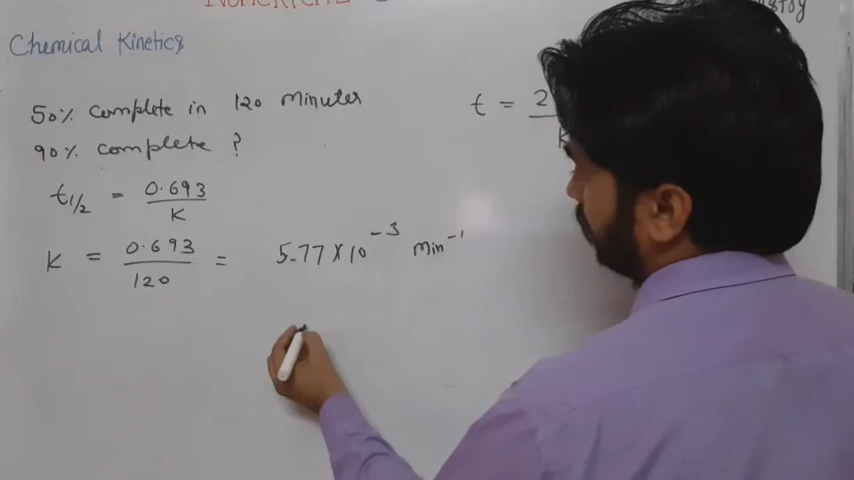 NUMERICAL
Chemical Kinetics
50% complete in 120 minutes
90% complete ?
t1/2 = 0.693
K
K = 0.693 = 5.77 X 10⁻³ Min⁻¹
120
t = 2
K